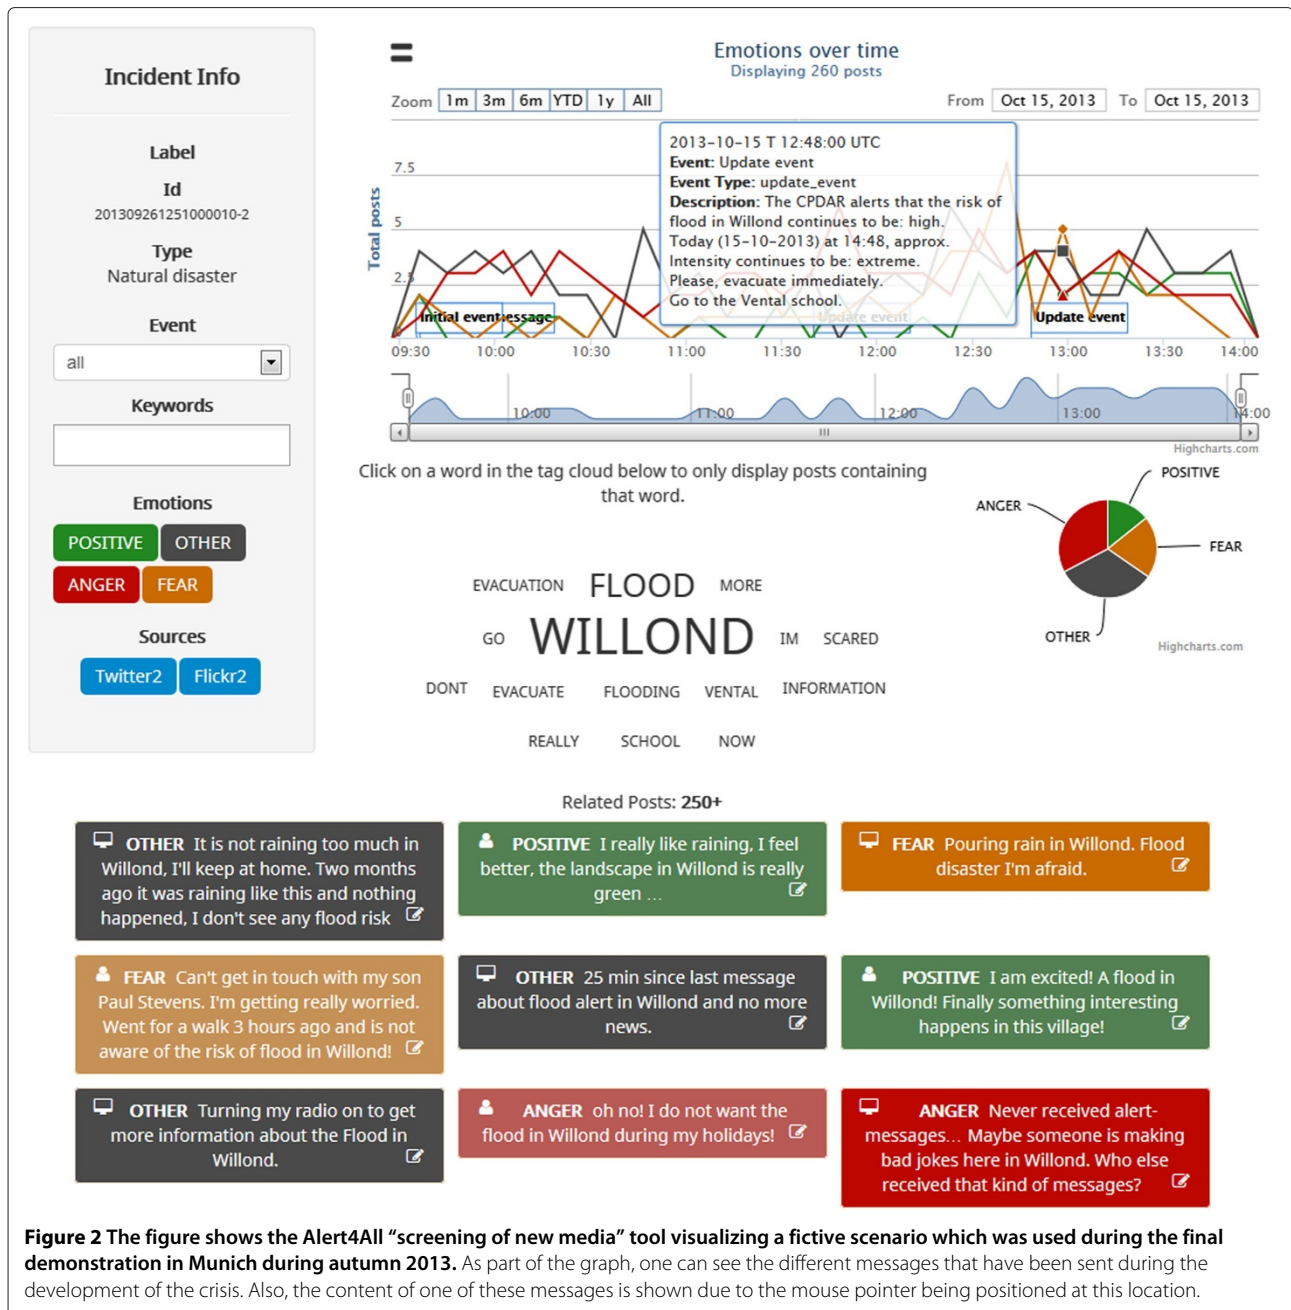 Incident Info
Label
Id
201309261251000010-2
Type
Natural disaster
Event
all
Keywords
Emotions
POSITIVE OTHER
ANGER FEAR
Sources
Twitter2 Flickr2
Emotions over time
Displaying 260 posts
Zoom 1m 3m 6m YTD 1y All
From Oct 15, 2013 To Oct 15, 2013
2013-10-15 T 12:48:00 UTC
Event: Update event
Event Type: update_event
Description: The CPDAR alerts that the risk of
flood in Willond continues to be: high.
Today (15-10-2013) at 14:48, approx.
Intensity continues to be: extreme.
Please, evacuate immediately.
Go to the Vental school.
Total posts
7.5
5
2.5
Initial event essage Update event Update event
09:30 10:00 10:30 11:00 11:30 12:00 12:30 13:00 13:30 14:00
10:00 11:00 12:00 13:00 14:00
Highcharts.com
Click on a word in the tag cloud below to only display posts containing
that word.
POSITIVE
ANGER
FEAR
OTHER
Highcharts.com
EVACUATION FLOOD MORE
GO WILLOND IM SCARED
DONT EVACUATE FLOODING VENTAL INFORMATION
REALLY SCHOOL NOW
Related Posts: 250+
OTHER It is not raining too much in
Willond, I'll keep at home. Two months
ago it was raining like this and nothing
happened, I don't see any flood risk
POSITIVE I really like raining, I feel
better, the landscape in Willond is really
green ...
FEAR Pouring rain in Willond. Flood
disaster I'm afraid.
FEAR Can't get in touch with my son
Paul Stevens. I'm getting really worried.
Went for a walk 3 hours ago and is not
aware of the risk of flood in Willond!
OTHER 25 min since last message
about flood alert in Willond and no more
news.
POSITIVE I am excited! A flood in
Willond! Finally something interesting
happens in this village!
OTHER Turning my radio on to get
more information about the Flood in
Willond.
ANGER oh no! I do not want the
flood in Willond during my holidays!
ANGER Never received alert-
messages... Maybe someone is making
bad jokes here in Willond. Who else
received that kind of messages?
Figure 2 The figure shows the Alert4All “screening of new media” tool visualizing a fictive scenario which was used during the final
demonstration in Munich during autumn 2013. As part of the graph, one can see the different messages that have been sent during the
development of the crisis. Also, the content of one of these messages is shown due to the mouse pointer being positioned at this location.